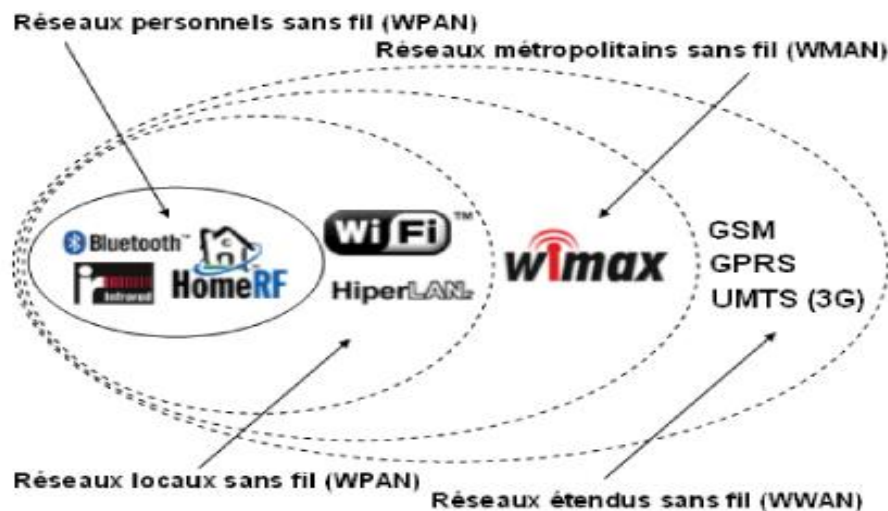 Réseaux personnels sans fil (WPAN)
Réseaux métropolitains sans fil (WMAN)
Bluetooth™
Infrared
HomeRF
WiFi™
HiperLAN2
wimax
GSM
GPRS
UMTS (3G)
Réseaux locaux sans fil (WPAN)
Réseaux étendus sans fil (WWAN)